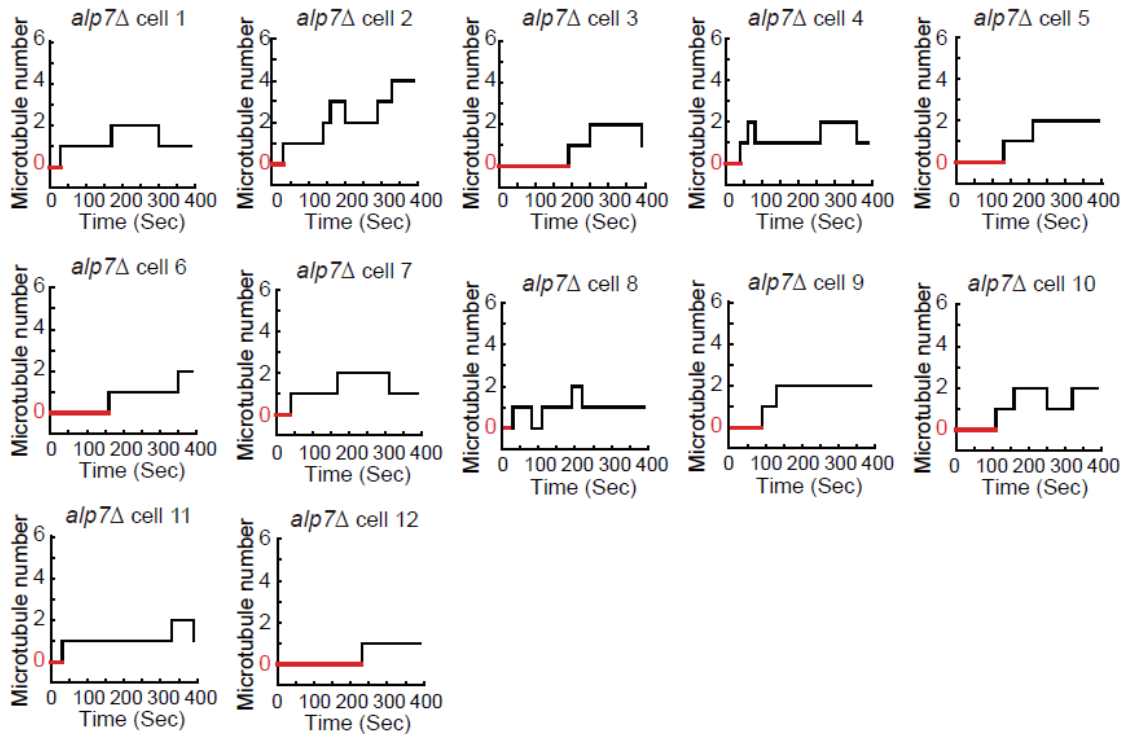 alp7Δ cell 1
Microtubule number
6
4
2
0
0 100 200 300 400
Time (Sec)
alp7Δ cell 2
Microtubule number
6
4
2
0
0 100 200 300 400
Time (Sec)
alp7Δ cell 3
Microtubule number
6
4
2
0
0 100 200 300 400
Time (Sec)
alp7Δ cell 4
Microtubule number
6
4
2
0
0 100 200 300 400
Time (Sec)
alp7Δ cell 5
Microtubule number
6
4
2
0
0 100 200 300 400
Time (Sec)
alp7Δ cell 6
Microtubule number
6
4
2
0
0 100 200 300 400
Time (Sec)
alp7Δ cell 7
Microtubule number
6
4
2
0
0 100 200 300 400
Time (Sec)
alp7Δ cell 8
Microtubule number
6
4
2
0
0 100 200 300 400
Time (Sec)
alp7Δ cell 9
Microtubule number
6
4
2
0
0 100 200 300 400
Time (Sec)
alp7Δ cell 10
Microtubule number
6
4
2
0
0 100 200 300 400
Time (Sec)
alp7Δ cell 11
Microtubule number
6
4
2
0
0 100 200 300 400
Time (Sec)
alp7Δ cell 12
Microtubule number
6
4
2
0
0 100 200 300 400
Time (Sec)